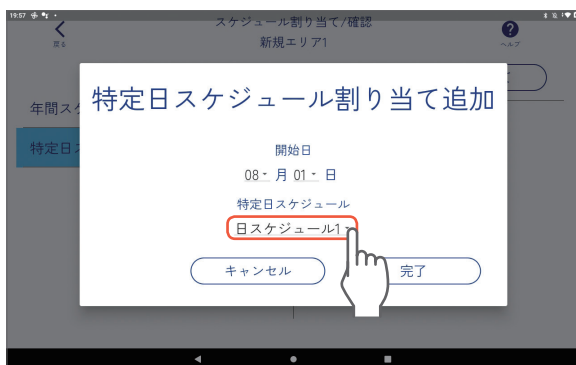 19:57
スケジュール割り当て/確認
戻る
新規エリア1
ヘルプ
年間ス
特定日スケジュール割り当て追加
特定日
開始日
08 月 01 日
特定日スケジュール
日スケジュール1
キャンセル
完了